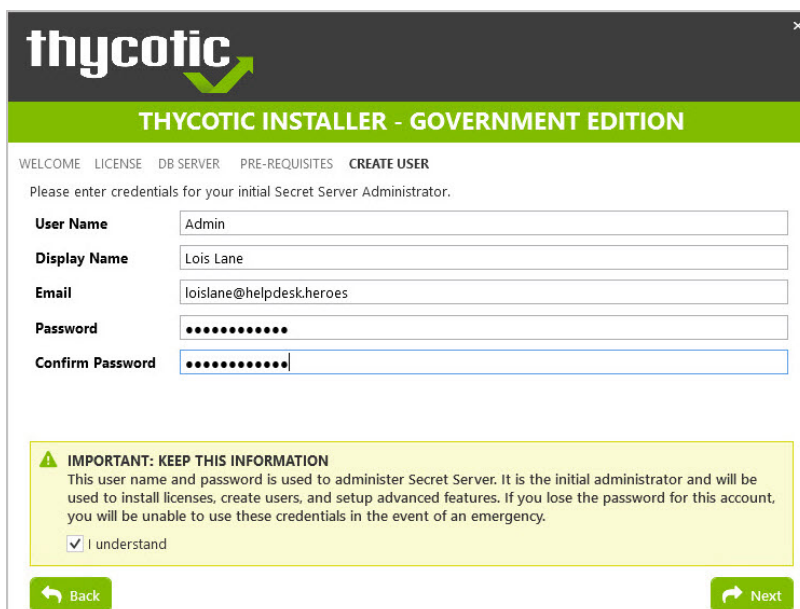 thycotic
THYCOTIC INSTALLER - GOVERNMENT EDITION
WELCOME LICENSE DB SERVER PRE-REQUISITES CREATE USER
Please enter credentials for your initial Secret Server Administrator.
User Name Admin
Display Name Lois Lane
Email loislane@helpdesk.heroes
Password ●●●●●●●●●●●●
Confirm Password ●●●●●●●●●●●●
IMPORTANT: KEEP THIS INFORMATION
This user name and password is used to administer Secret Server. It is the initial administrator and will be
used to install licenses, create users, and setup advanced features. If you lose the password for this account,
you will be unable to use these credentials in the event of an emergency.
I understand
Back Next